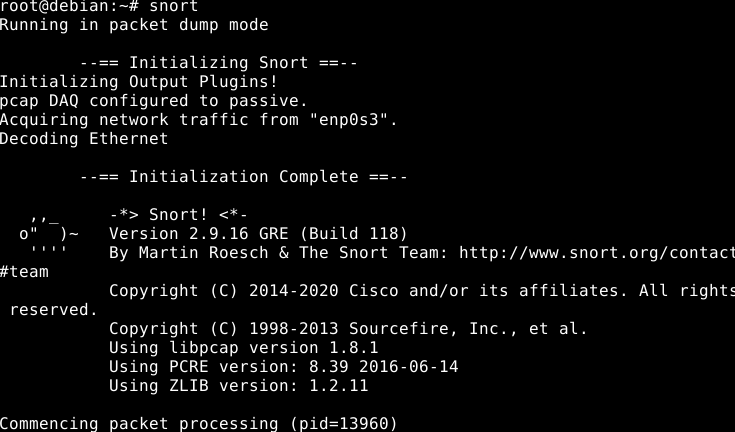 root@debian:~# snort
Running in packet dump mode

        --== Initializing Snort ==--
Initializing Output Plugins!
pcap DAQ configured to passive.
Acquiring network traffic from "enp0s3".
Decoding Ethernet

        --== Initialization Complete ==--

   ,,_     -*> Snort! <*-
  o"  )~   Version 2.9.16 GRE (Build 118)
   ''''    By Martin Roesch & The Snort Team: http://www.snort.org/contact
#team
           Copyright (C) 2014-2020 Cisco and/or its affiliates. All rights
 reserved.
           Copyright (C) 1998-2013 Sourcefire, Inc., et al.
           Using libpcap version 1.8.1
           Using PCRE version: 8.39 2016-06-14
           Using ZLIB version: 1.2.11

Commencing packet processing (pid=13960)